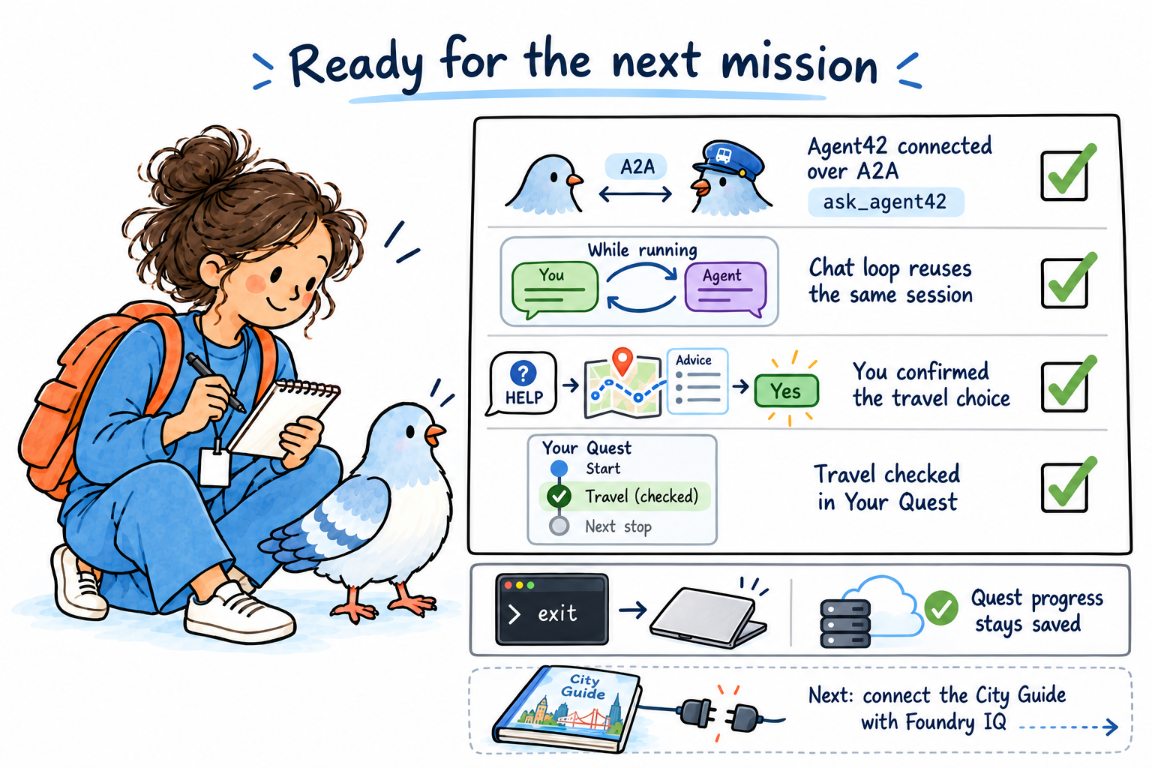 Ready for the next mission
A2A
Agent42 connected
over A2A
ask_agent42
While running
You
Agent
Chat loop reuses
the same session
?
HELP
Advice
Yes
You confirmed
the travel choice
Your Quest
Start
Travel (checked)
Next stop
Travel checked
in Your Quest
> exit
Quest progress
stays saved
City
Guide
Next: connect the City Guide
with Foundry IQ